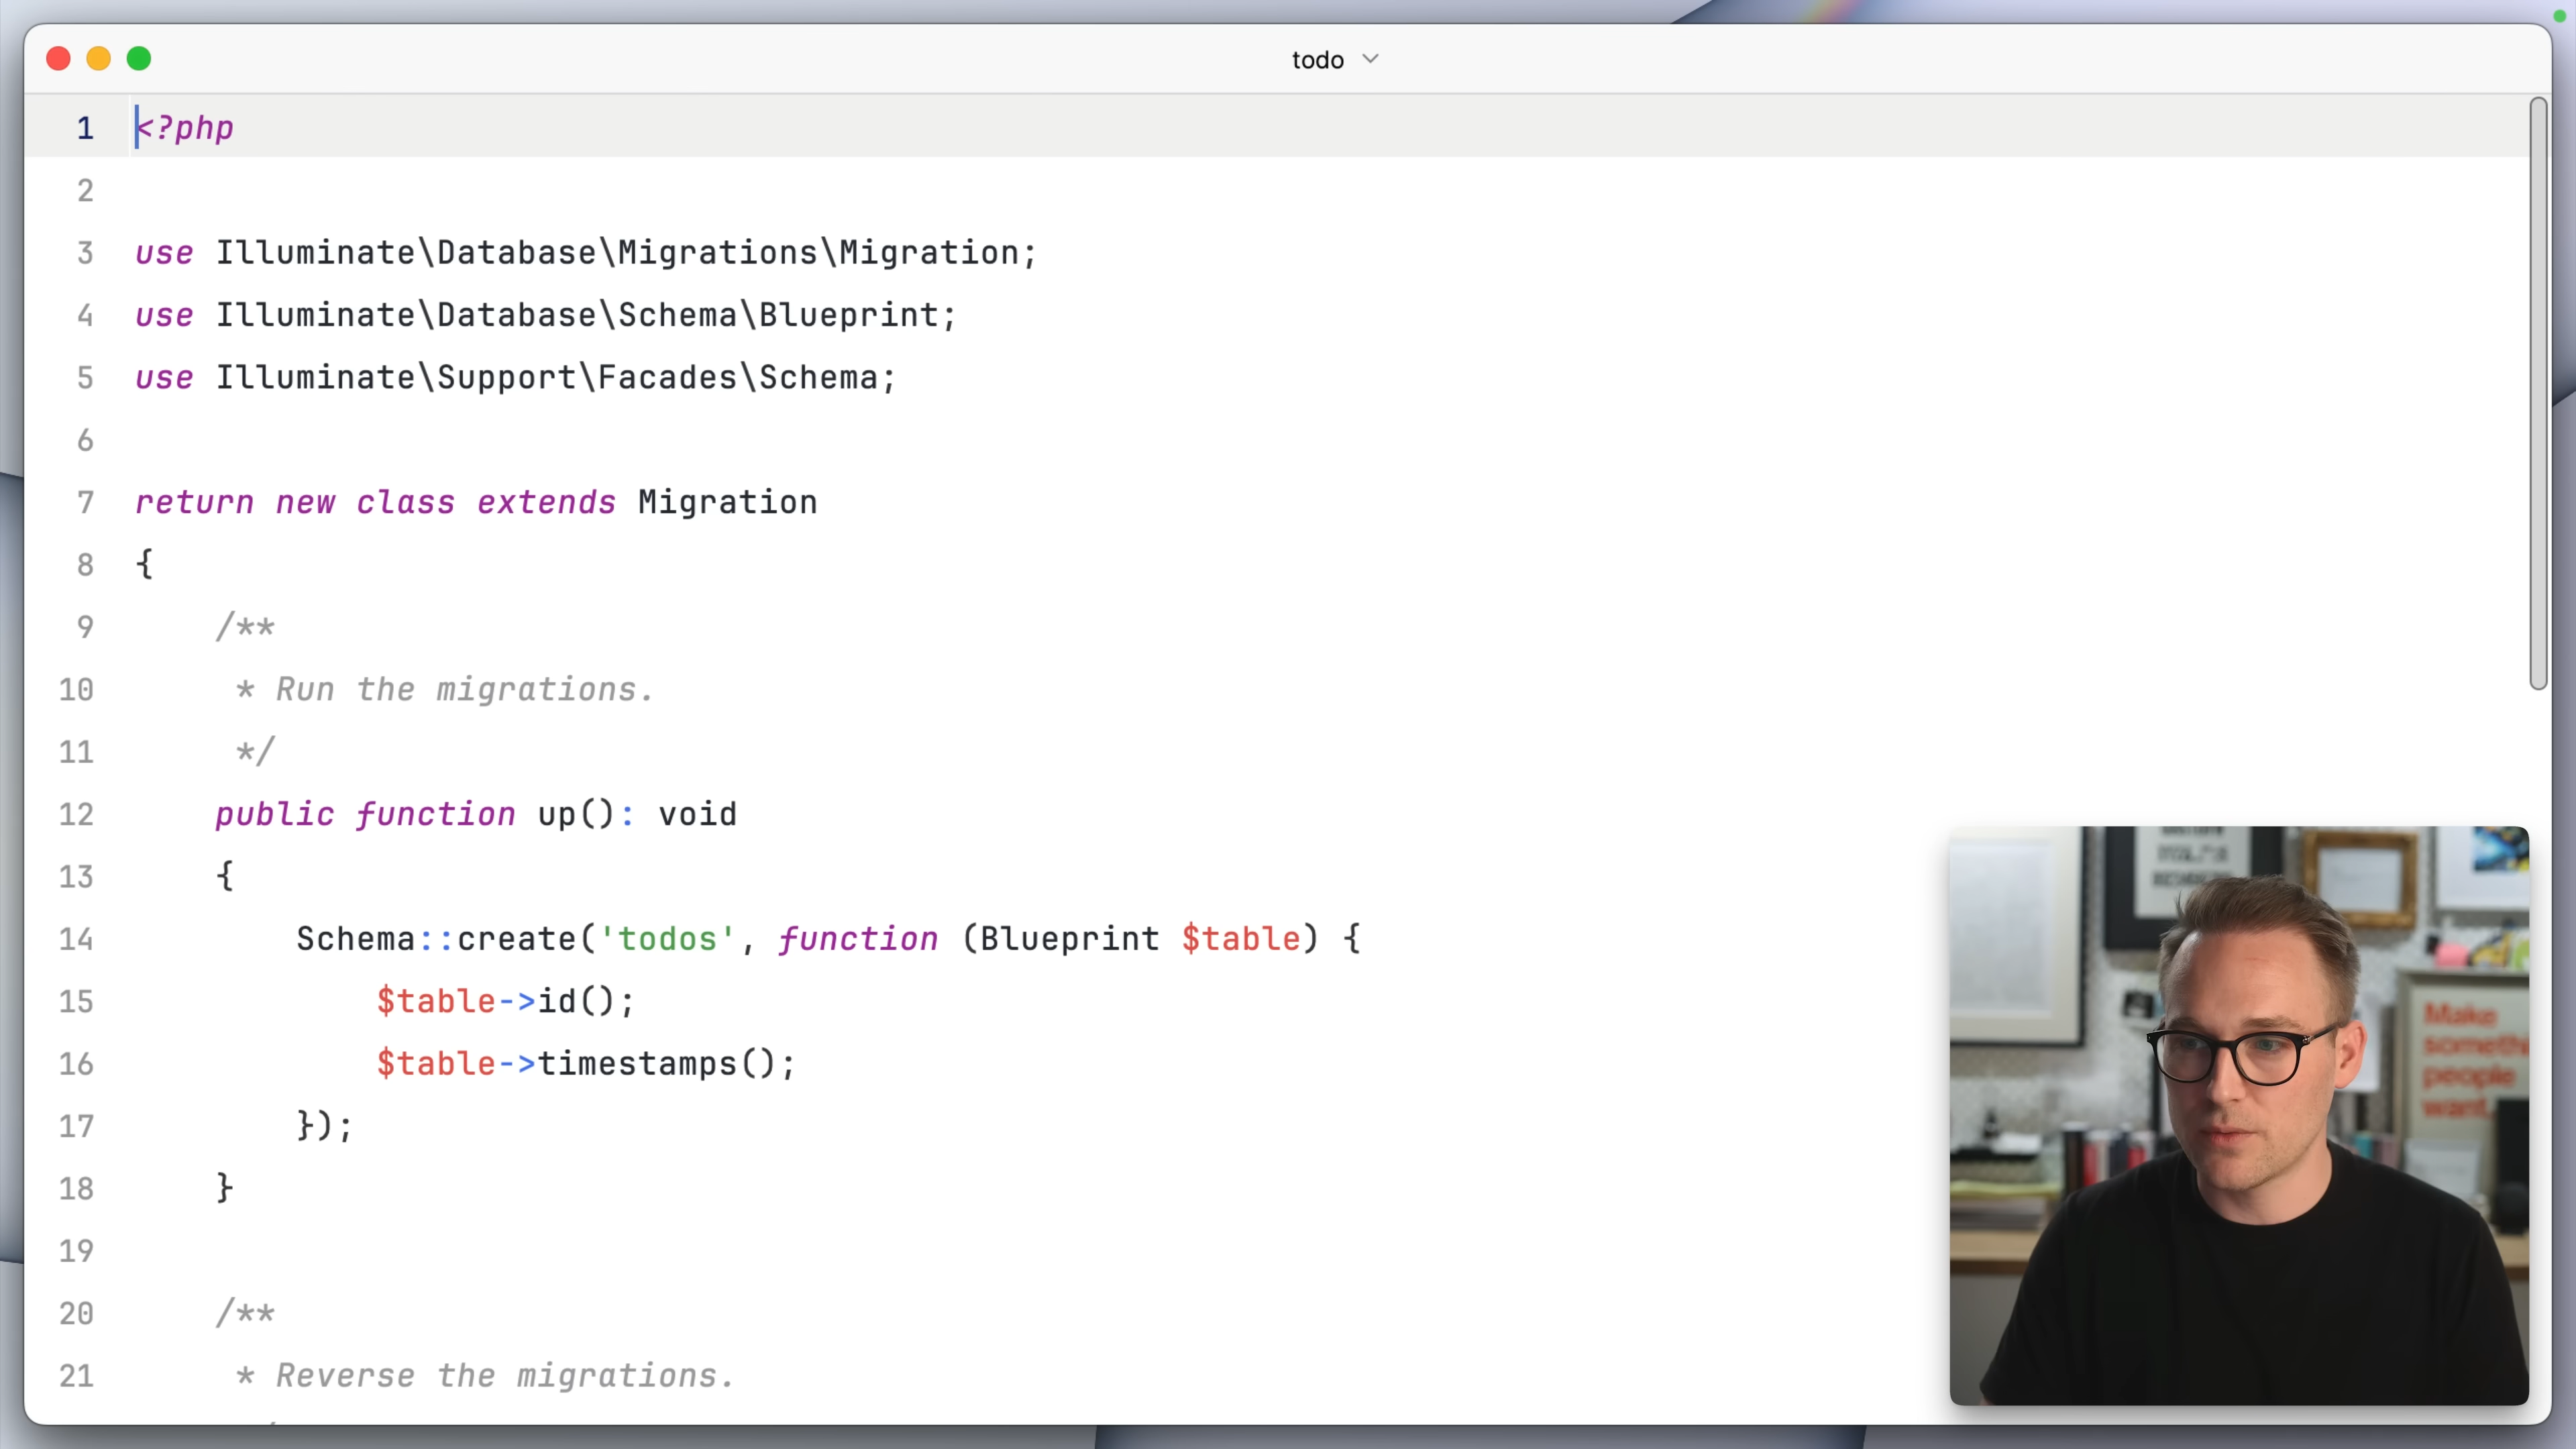 todo
1 <?php
2
3 use Illuminate\Database\Migrations\Migration;
4 use Illuminate\Database\Schema\Blueprint;
5 use Illuminate\Support\Facades\Schema;
6
7 return new class extends Migration
8 {
9 /**
10 * Run the migrations.
11 */
12 public function up(): void
13 {
14 Schema::create('todos', function (Blueprint $table) {
15 $table->id();
16 $table->timestamps();
17 });
18 }
19
20 /**
21 * Reverse the migrations.
Make
people
want